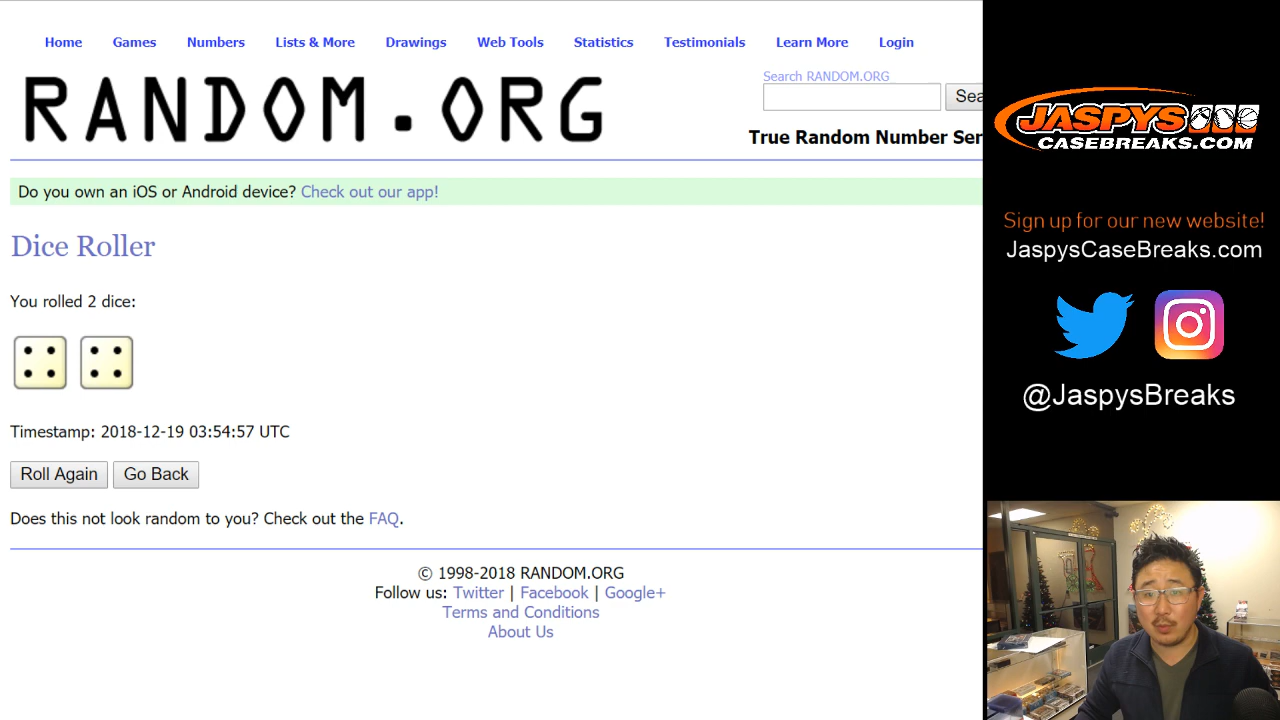 Home Games Numbers Lists & More Drawings Web Tools Statistics Testimonials Learn More Login
RANDOM.ORG
Search RANDOM.ORG
Sea
True Random Number Ser
Do you own an iOS or Android device? Check out our app!
Dice Roller
You rolled 2 dice:
Timestamp: 2018-12-19 03:54:57 UTC
Roll Again Go Back
Does this not look random to you? Check out the FAQ.
© 1998-2018 RANDOM.ORG
Follow us: Twitter | Facebook | Google+
Terms and Conditions
About Us
JASPYS
CASEBREAKS.COM
Sign up for our new website!
JaspysCaseBreaks.com
@JaspysBreaks